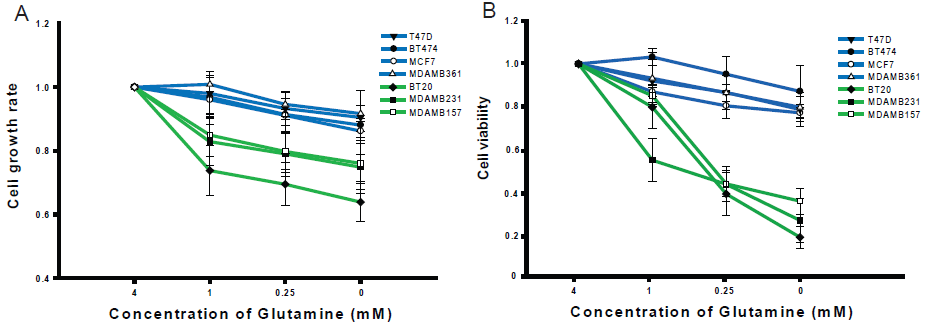 A
1.2
1.0
0.8
0.6
0.4
Cell growth rate
4
1
0.25
0
Concentration of Glutamine (mM)
T47D
BT474
MCF7
MDAMB361
BT20
MDAMB231
MDAMB157
B
1.2
1.0
0.8
0.6
0.4
0.2
0
Cell viability
4
1
0.25
0
Concentration of Glutamine (mM)
T47D
BT474
MCF7
MDAMB361
BT20
MDAMB231
MDAMB157